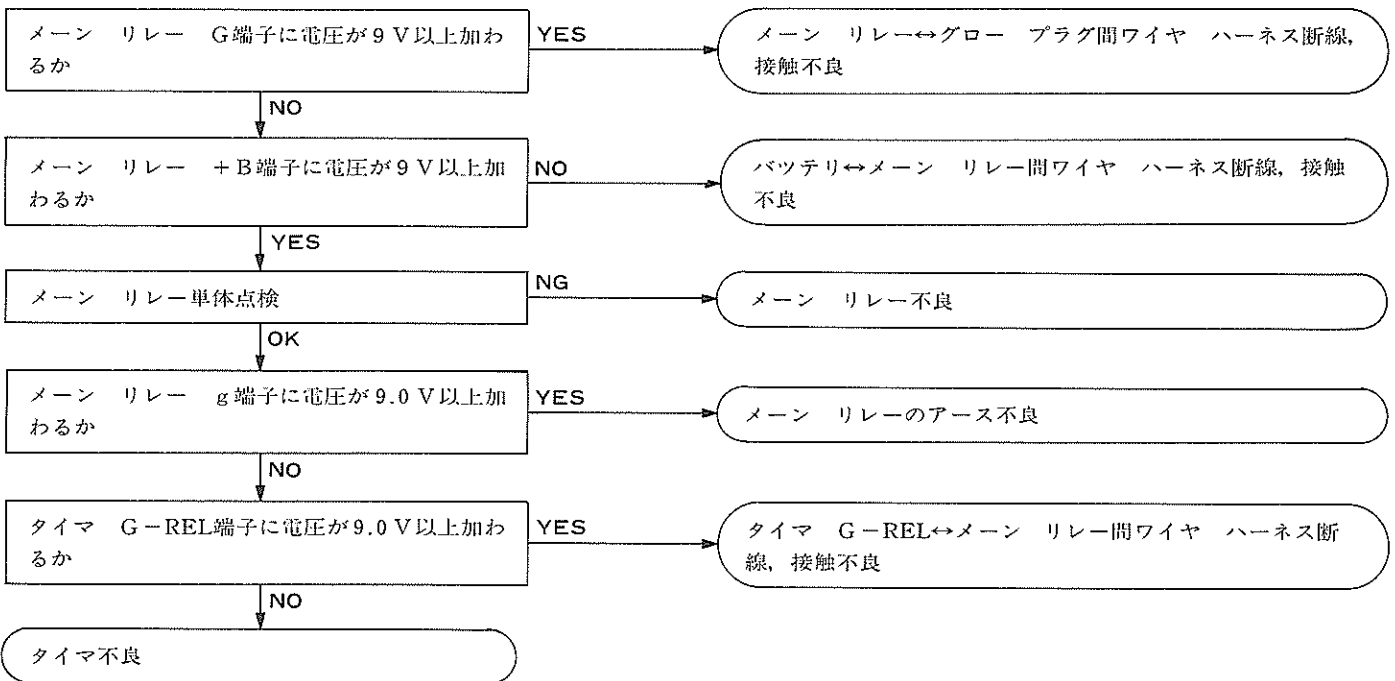 メーン リレー G端子に電圧が9V以上加わ
るか
YES
メーン リレー↔グロー プラグ間ワイヤ ハーネス断線,
接触不良
NO
メーン リレー +B端子に電圧が9V以上加
わるか
NO
バツテリ↔メーン リレー間ワイヤ ハーネス断線, 接触
不良
YES
メーン リレー単体点検
NG
メーン リレー不良
OK
メーン リレー g端子に電圧が9.0V以上加
わるか
YES
メーン リレーのアース不良
NO
タイマ G-REL端子に電圧が9.0V以上加わ
るか
YES
タイマ G-REL↔メーン リレー間ワイヤ ハーネス断
線, 接触不良
NO
タイマ不良